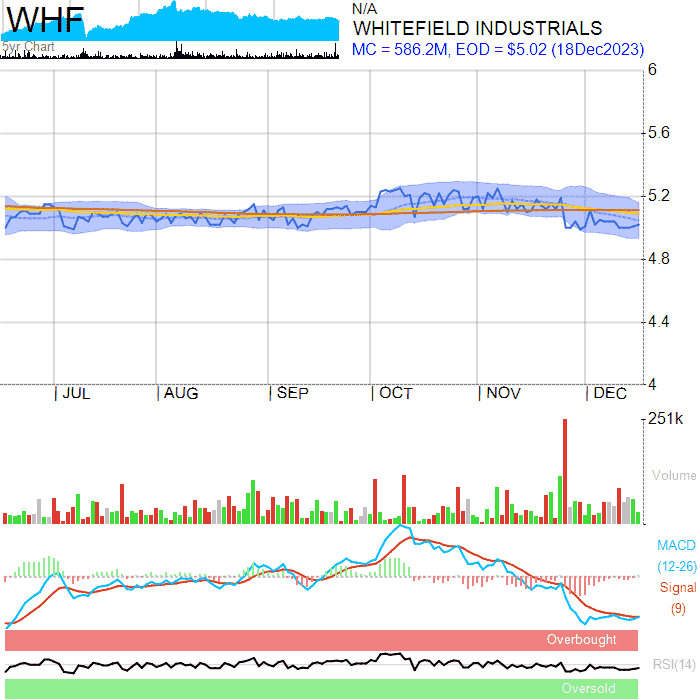 WHF
5yr Chart
N/A
WHITEFIELD INDUSTRIALS
MC = 586.2M, EOD = $5.02 (18Dec2023)
6
5.6
5.2
4.8
4.4
4
JUL AUG SEP OCT NOV DEC
251k
Volume
MACD
(12-26)
Signal
(9)
Overbought
RSI(14)
Oversold